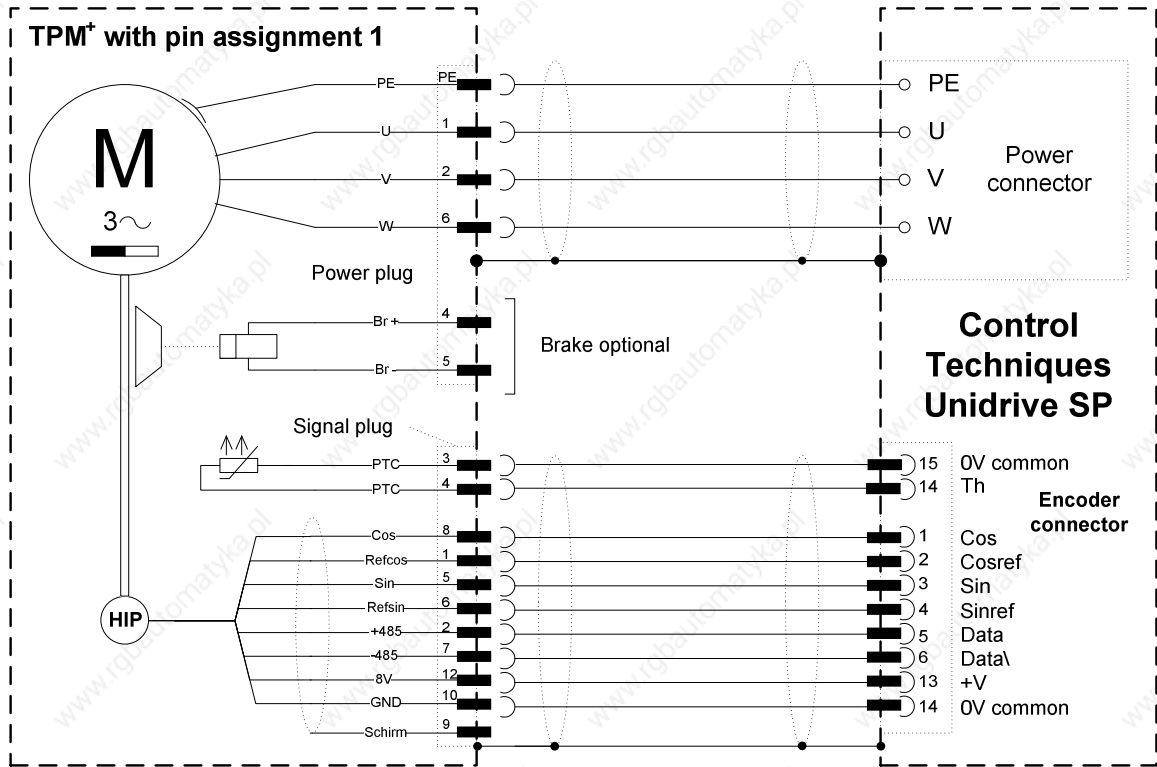 TPM+ with pin assignment 1
PE PE PE
M U 1 U Power
V 2 V connector
3 W 6 W
Power plug
Br+ 4
Brake optional
Br- 5
Control
Techniques
Unidrive SP
Signal plug
PTC 3 15 0V common
PTC 4 14 Th
Encoder
connector
Cos 8 1 Cos
Refcos 1 2 Cosref
Sin 5 3 Sin
Refsin 6 4 Sinref
HIP
+485 2 5 Data
-485 7 6 Data\
8V 12 13 +V
GND 10 14 0V common
Schirm 9
www.rgbautomatyka.pl